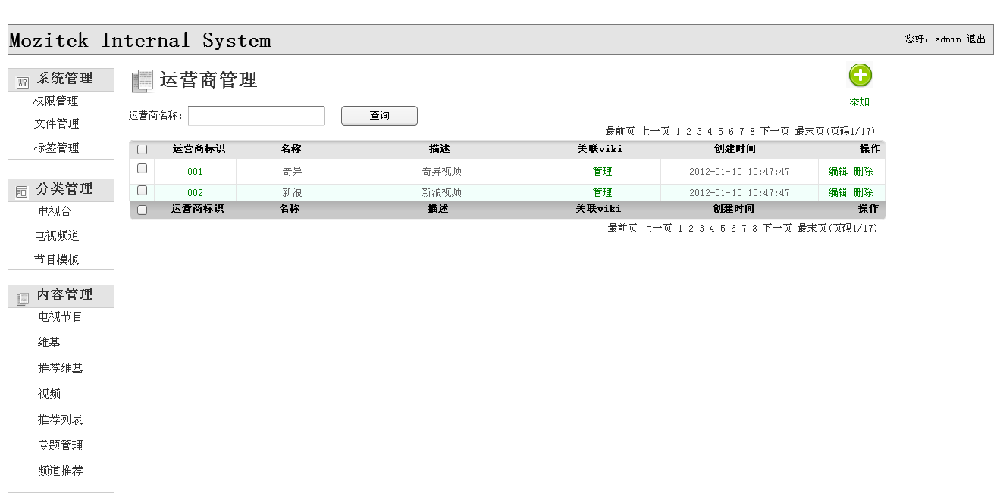 Mozitek Internal System
您好，admin|退出
系统管理
权限管理
文件管理
标签管理
分类管理
电视台
电视频道
节目模板
内容管理
电视节目
维基
推荐维基
视频
推荐列表
专题管理
频道推荐
运营商管理
添加
运营商名称: 查询
最前页 上一页 1 2 3 4 5 6 7 8 下一页 最末页(页码1/17)
运营商标识 名称 描述 关联viki 创建时间 操作
001 奇异 奇异视频 管理 2012-01-10 10:47:47 编辑|删除
002 新浪 新浪视频 管理 2012-01-10 10:47:47 编辑|删除
运营商标识 名称 描述 关联viki 创建时间 操作
最前页 上一页 1 2 3 4 5 6 7 8 下一页 最末页(页码1/17)